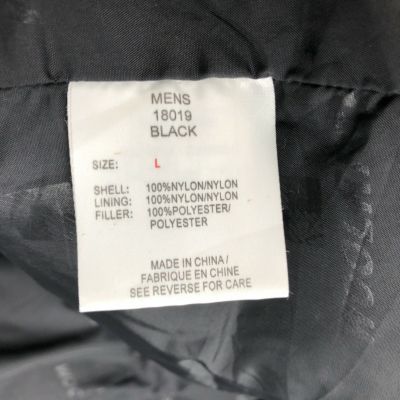 MENS
18019
BLACK
SIZE: L
SHELL: 100%NYLON/NYLON
LINING: 100%NYLON/NYLON
FILLER: 100%POLYESTER/
POLYESTER
MADE IN CHINA /
FABRIQUE EN CHINE
SEE REVERSE FOR CARE